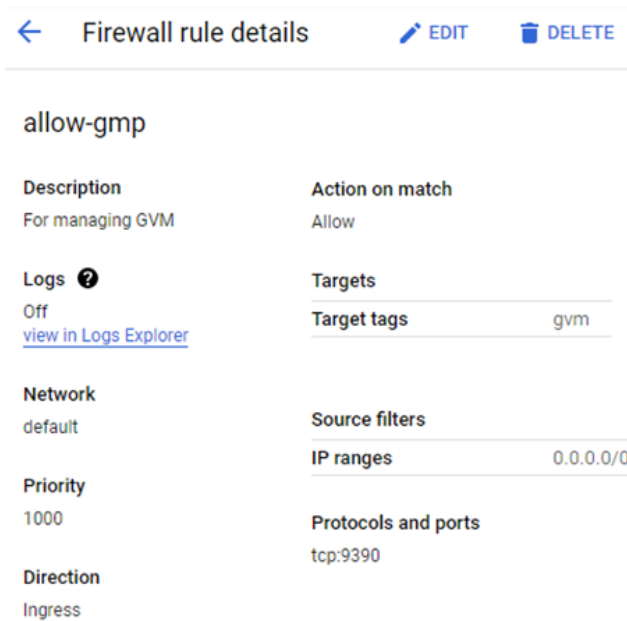 Firewall rule details
EDIT
DELETE
allow-gmp
Description
For managing GVM
Logs ?
Off
view in Logs Explorer
Network
default
Priority
1000
Direction
Ingress
Action on match
Allow
Targets
Target tags gvm
Source filters
IP ranges 0.0.0.0/0
Protocols and ports
tcp:9390